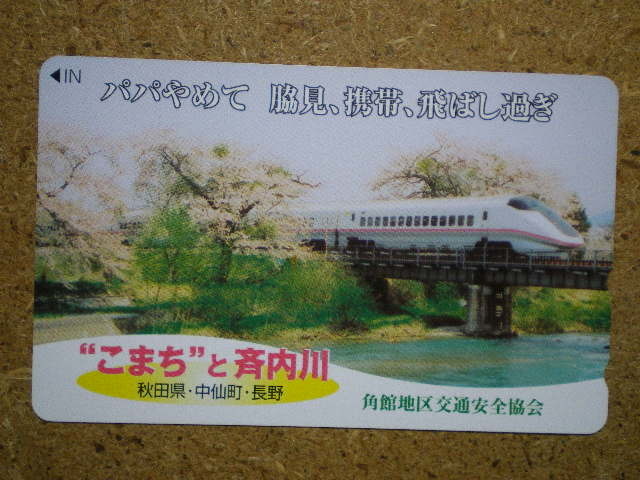 ◀IN
パパやめて 脇見、携帯、飛ばし過ぎ
“こまち”と斉内川
秋田県・中仙町・長野
角館地区交通安全協会